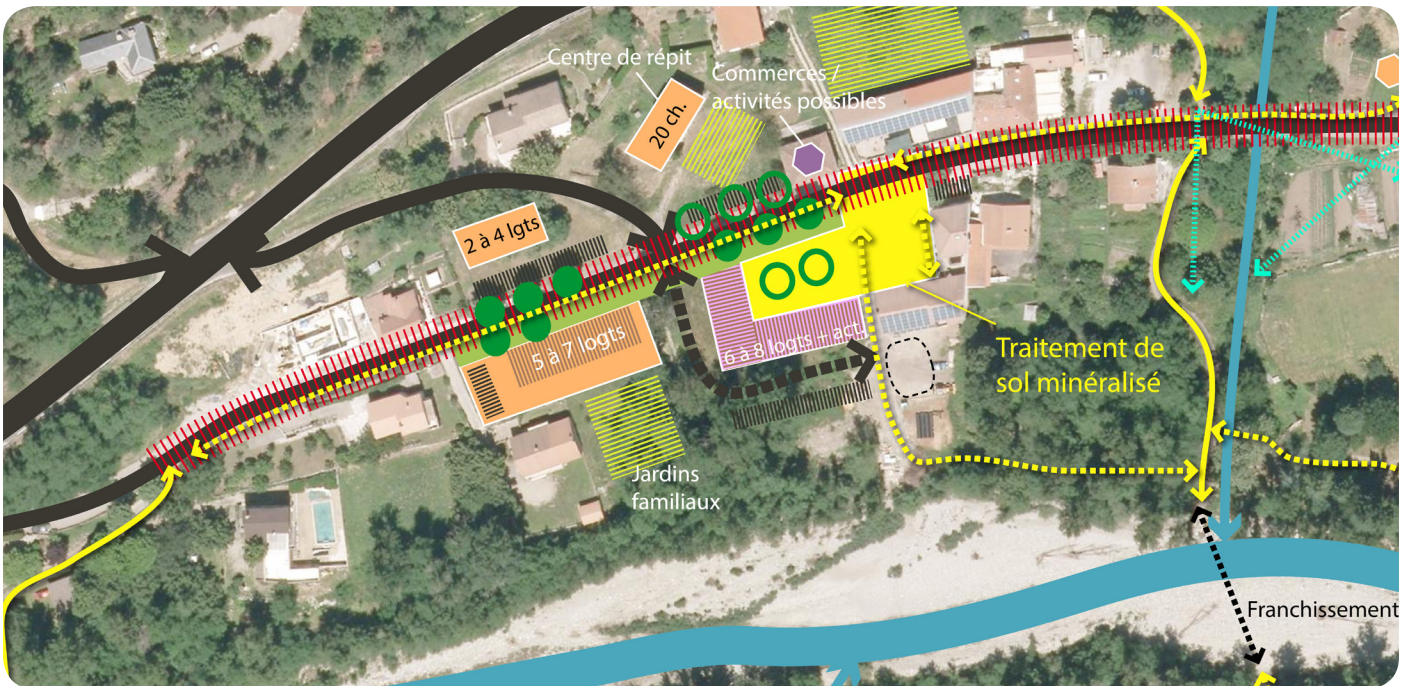 Centre de répit
Commerces /
activités possibles
20 ch.
2 à 4 lgts
5 à 7 logts
6 à 8 logts + act.
Traitement de
sol minéralisé
Jardins
familiaux
Franchissement